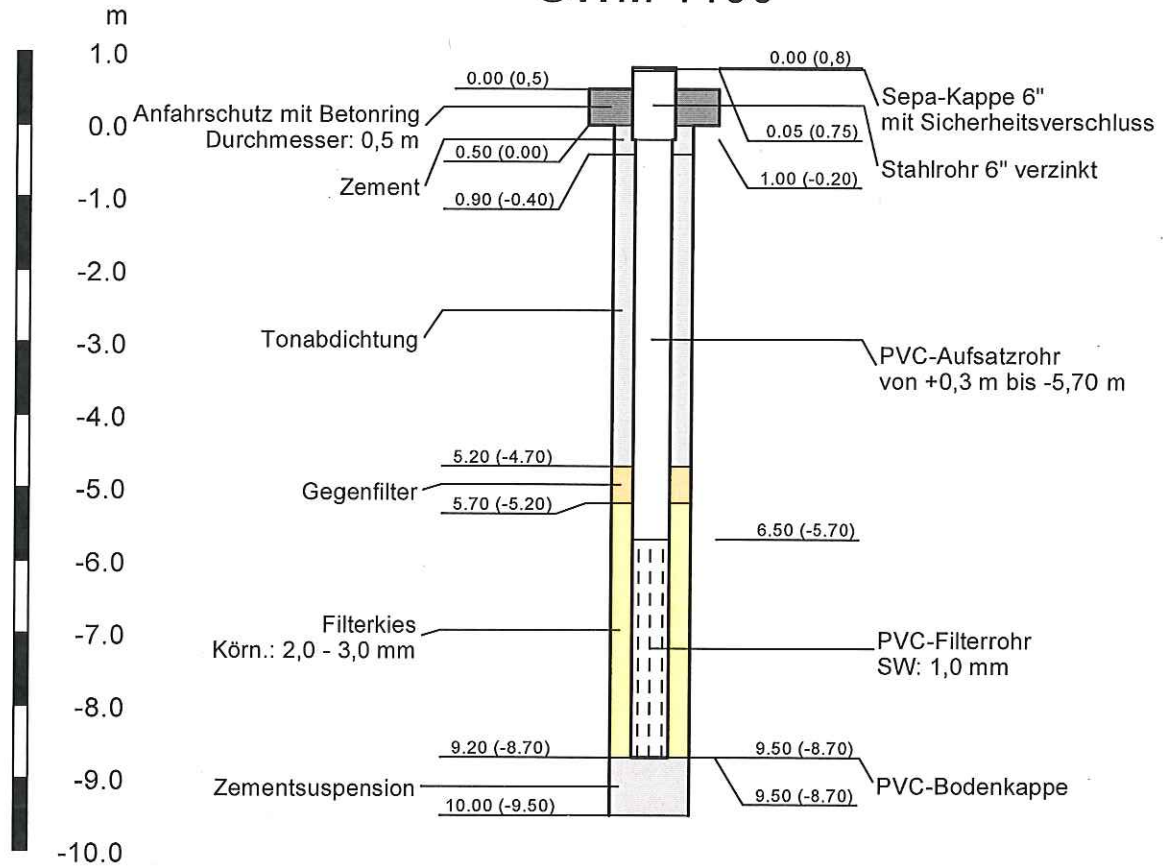 m
1.0
0.0
-1.0
-2.0
-3.0
-4.0
-5.0
-6.0
-7.0
-8.0
-9.0
-10.0
0.00 (0,5)
Anfahrschutz mit Betonring
Durchmesser: 0,5 m
0.50 (0.00)
Zement
0.90 (-0.40)
Tonabdichtung
5.20 (-4.70)
Gegenfilter
5.70 (-5.20)
Filterkies
Körn.: 2,0 - 3,0 mm
9.20 (-8.70)
Zementsuspension
10.00 (-9.50)
0.00 (0,8)
Sepa-Kappe 6"
mit Sicherheitsverschluss
0.05 (0.75)
Stahlrohr 6" verzinkt
1.00 (-0.20)
PVC-Aufsatzrohr
von +0,3 m bis -5,70 m
6.50 (-5.70)
PVC-Filterrohr
SW: 1,0 mm
9.50 (-8.70)
PVC-Bodenkappe
9.50 (-8.70)